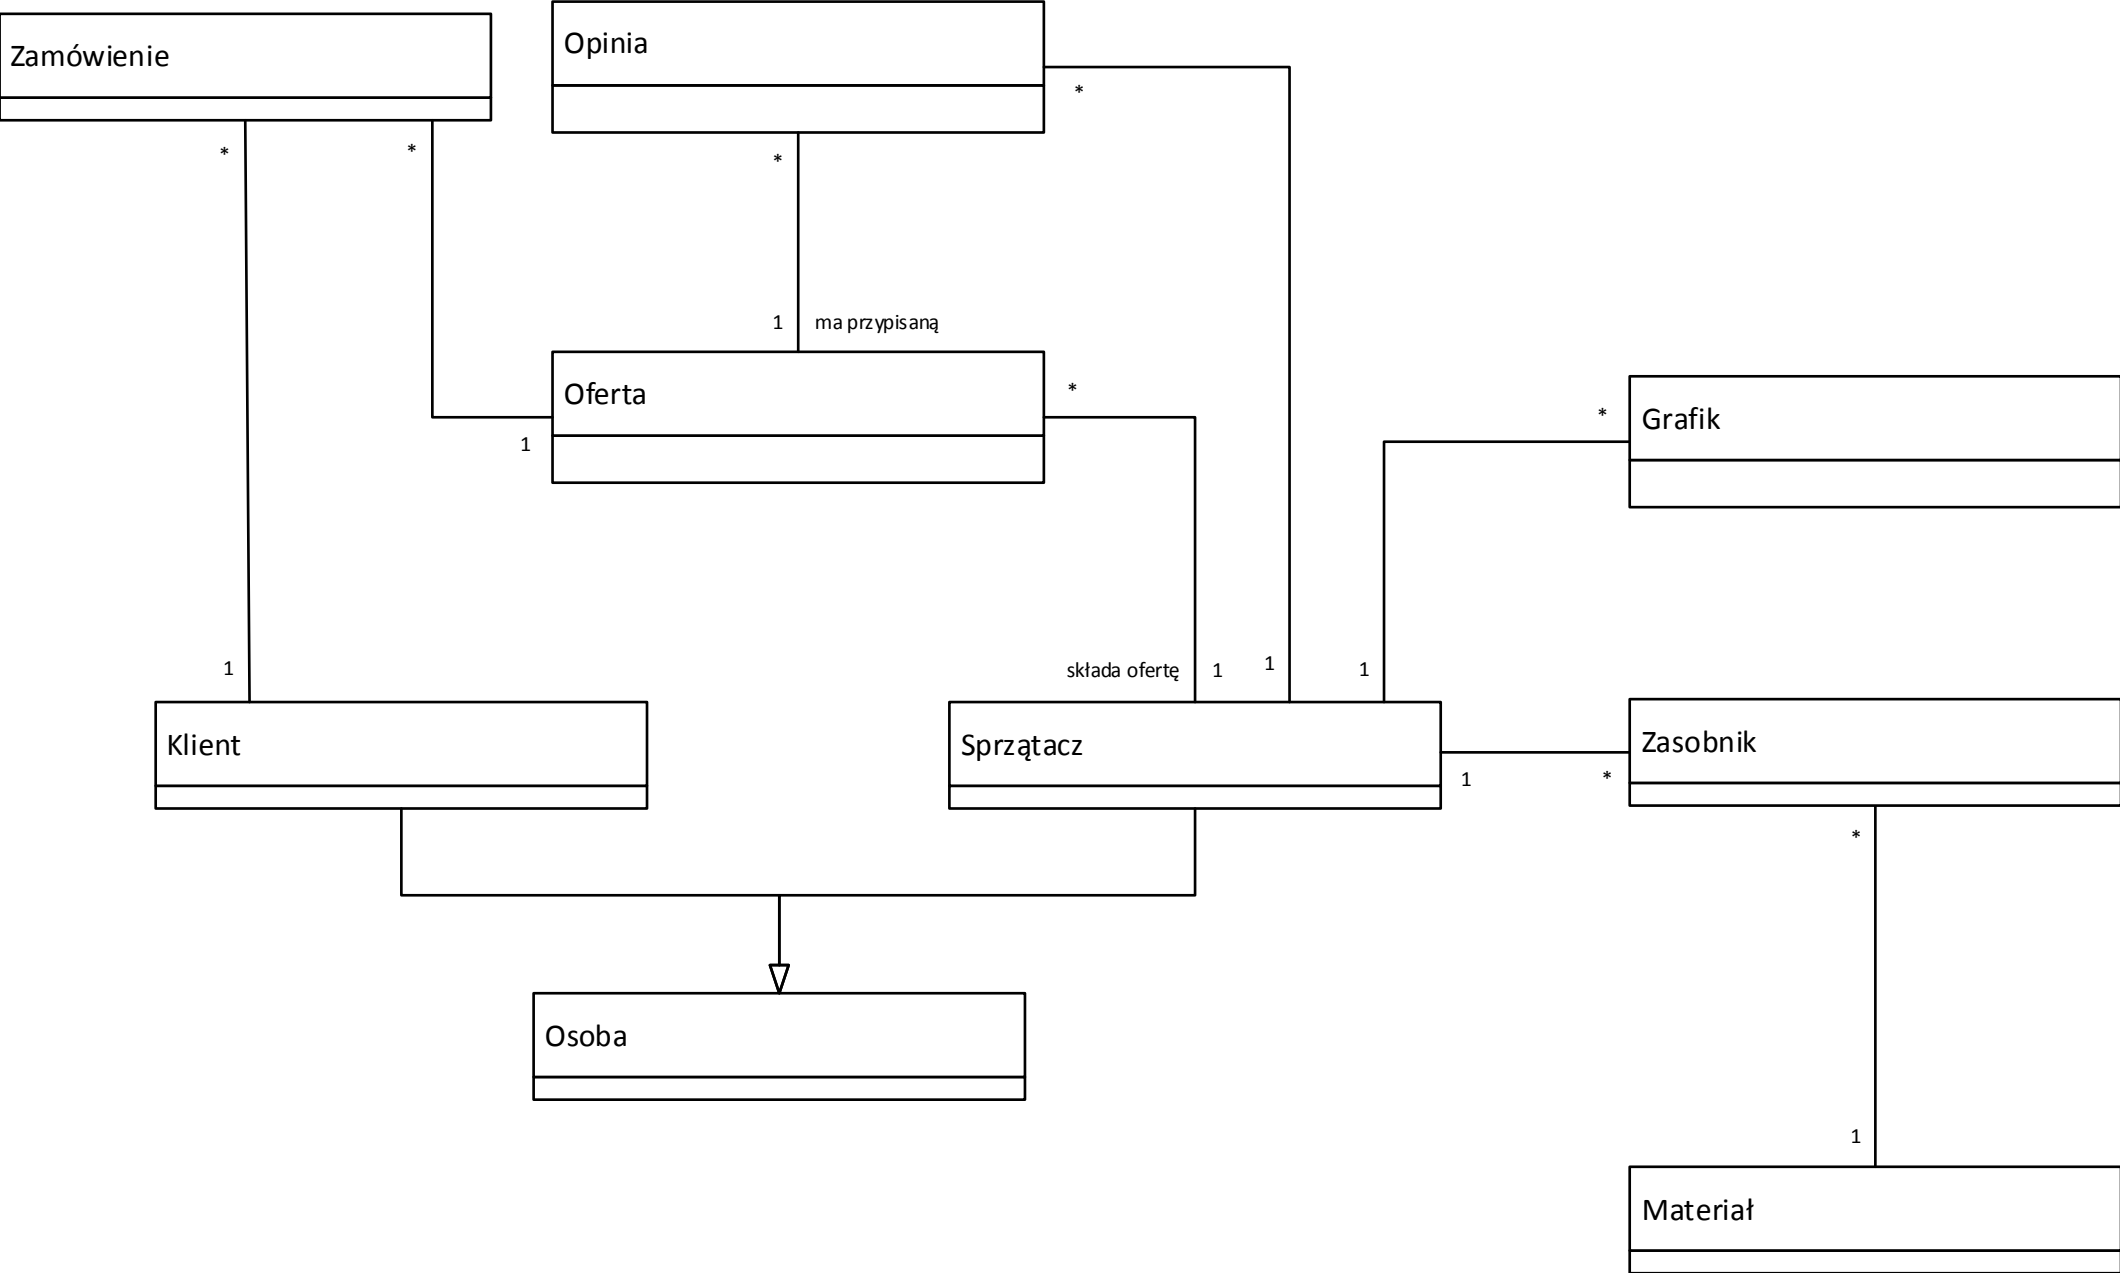 Zamówienie
Opinia
*
*
*
*
1
ma przypisaną
Oferta
*
1
*
Grafik
1
składa ofertę
1
1
1
Klient
Sprzątacz
1
*
Zasobnik
*
Osoba
1
Materiał